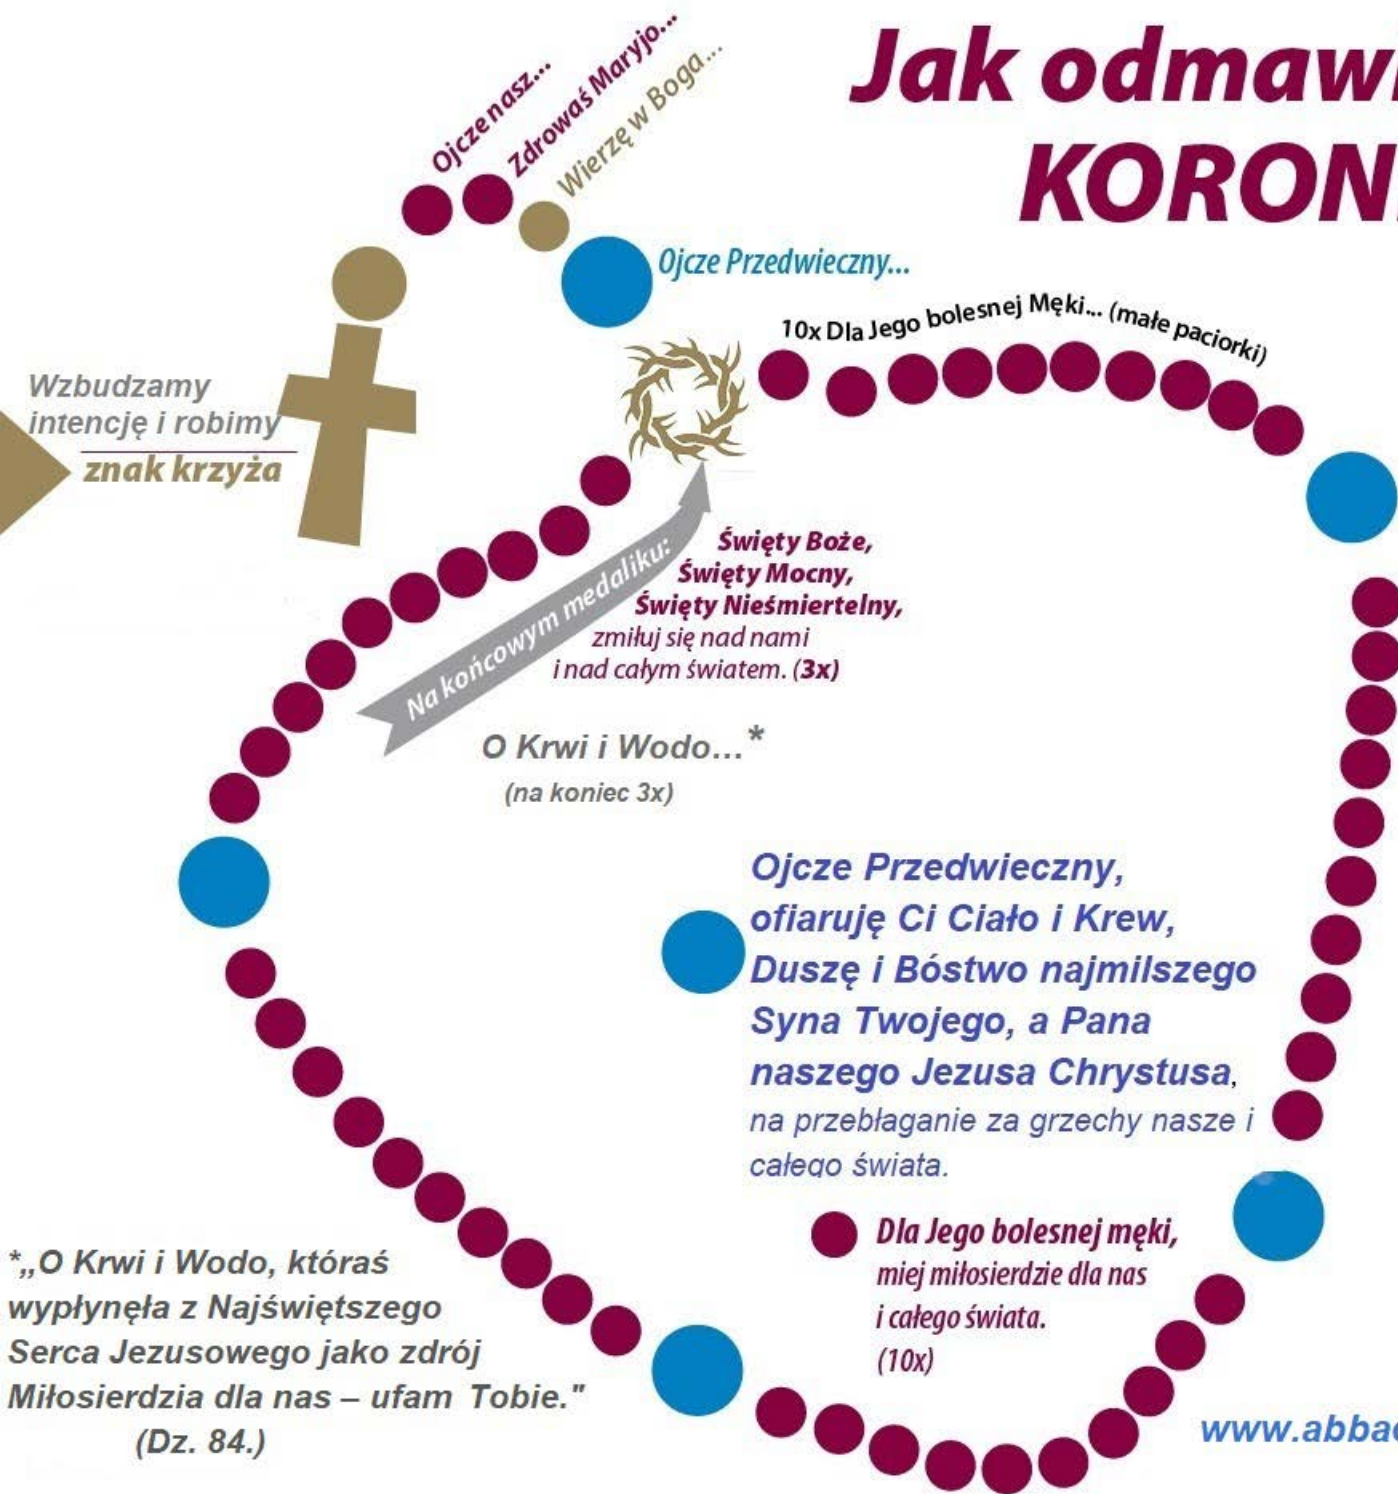 Jak odmawi
KORON
Ojcze nasz...
Zdrowaś Maryjo...
Wierzę w Boga...
Ojcze Przedwieczny...
10x Dla Jego bolesnej Męki... (małe paciorki)
Wzbudzamy
intencję i robimy
znak krzyża
Na końcowym medaliku:
Święty Boże,
Święty Mocny,
Święty Nieśmiertelny,
zmiłuj się nad nami
i nad całym światem. (3x)
O Krwi i Wodo...*
(na koniec 3x)
Ojcze Przedwieczny,
ofiaruję Ci Ciało i Krew,
Duszę i Bóstwo najmilszego
Syna Twojego, a Pana
naszego Jezusa Chrystusa,
na przebłaganie za grzechy nasze i
całego świata.
Dla Jego bolesnej męki,
miej miłosierdzie dla nas
i całego świata.
(10x)
*„O Krwi i Wodo, któraś
wypłynęła z Najświętszego
Serca Jezusowego jako zdrój
Miłosierdzia dla nas – ufam Tobie."
(Dz. 84.)
www.abba